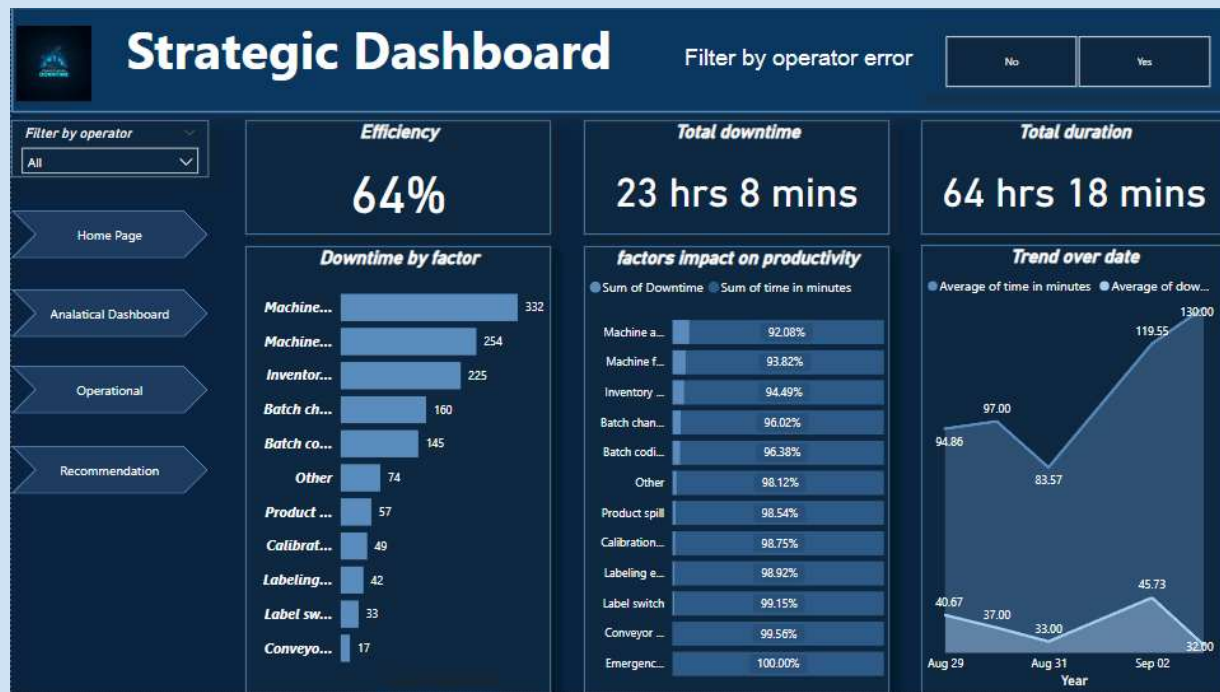 DOWNTIME
Strategic Dashboard
Filter by operator error
No
Yes
Filter by operator
All
Home Page
Analatical Dashboard
Operational
Recommendation
Efficiency
64%
Total downtime
23 hrs 8 mins
Total duration
64 hrs 18 mins
Downtime by factor
Machine... 332
Machine... 254
Inventor... 225
Batch ch... 160
Batch co... 145
Other 74
Product ... 57
Calibrat... 49
Labeling... 42
Label sw... 33
Conveyo... 17
factors impact on productivity
Sum of Downtime Sum of time in minutes
Machine a... 92.08%
Machine f... 93.82%
Inventory ... 94.49%
Batch chan... 96.02%
Batch codi... 96.38%
Other 98.12%
Product spill 98.54%
Calibration... 98.75%
Labeling e... 98.92%
Label switch 99.15%
Conveyor ... 99.56%
Emergenc... 100.00%
Trend over date
Average of time in minutes Average of dow...
130.00
119.55
97.00
94.86
83.57
45.73
40.67
37.00
33.00
32.00
Aug 29 Aug 31 Sep 02
Year